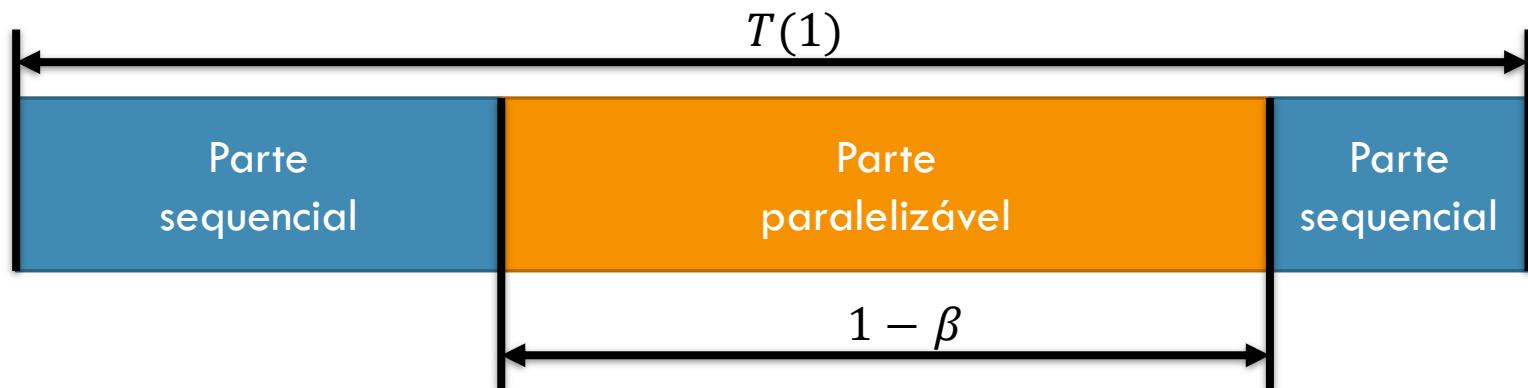 T(1)
Parte
sequencial
Parte
paralelizável
Parte
sequencial
1 − β